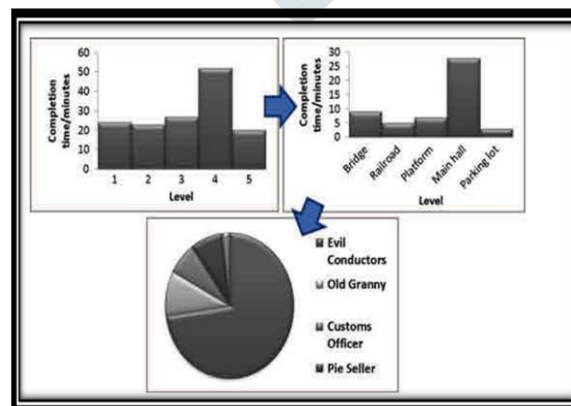 Completion
time/minutes
60
50
40
30
20
10
0
1 2 3 4 5
Level
Completion
time/minutes
30
25
20
15
10
5
0
Bridge
Railroad
Platform
Main hall
Parking lot
Level
Evil
Conductors
Old Granny
Customs
Officer
Pie Seller